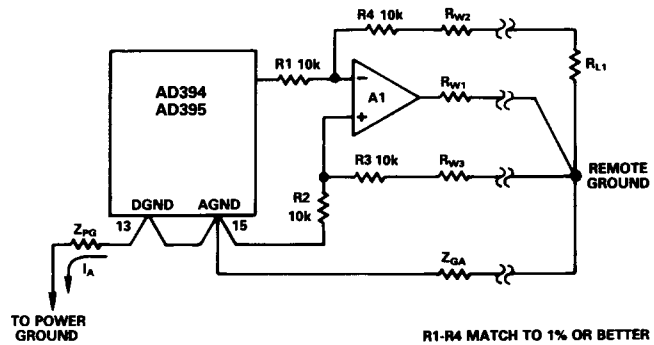 R4 10k
RW2
R1 10k
RL1
AD394
AD395
A1
RW1
−
+
R3 10k
RW3
REMOTE
GROUND
R2
10k
DGND
AGND
13
15
ZPG
IA
ZGA
TO POWER
GROUND
R1-R4 MATCH TO 1% OR BETTER